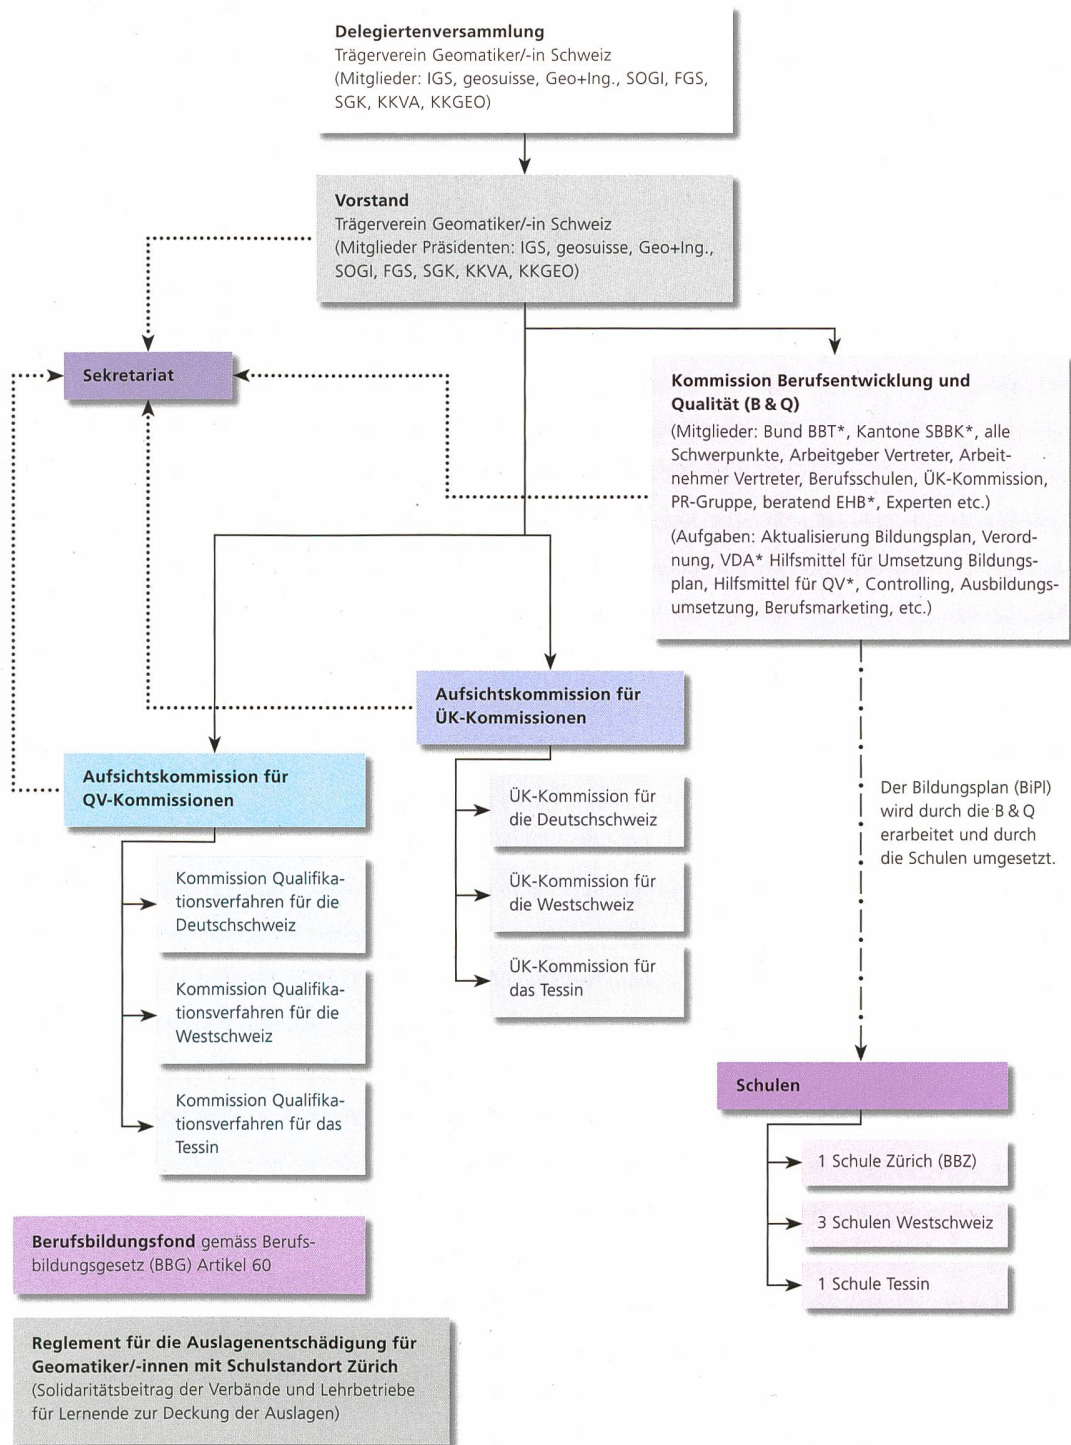 Delegiertenversammlung
Trägerverein Geomatiker/-in Schweiz
(Mitglieder: IGS, geosuisse, Geo+Ing., SOGI, FGS,
SGK, KKVA, KKGEO)
Vorstand
Trägerverein Geomatiker/-in Schweiz
(Mitglieder Präsidenten: IGS, geosuisse, Geo+Ing.,
SOGI, FGS, SGK, KKVA, KKGEO)
Sekretariat
Kommission Berufsentwicklung und
Qualität (B & Q)
(Mitglieder: Bund BBT*, Kantone SBBK*, alle
Schwerpunkte, Arbeitgeber Vertreter, Arbeit-
nehmer Vertreter, Berufsschulen, ÜK-Kommission,
PR-Gruppe, beratend EHB*, Experten etc.)
(Aufgaben: Aktualisierung Bildungsplan, Verord-
nung, VDA* Hilfsmittel für Umsetzung Bildungs-
plan, Hilfsmittel für QV*, Controlling, Ausbildungs-
umsetzung, Berufsmarketing, etc.)
Aufsichtskommission für
ÜK-Kommissionen
ÜK-Kommission für
die Deutschschweiz
ÜK-Kommission für
die Westschweiz
ÜK-Kommission für
das Tessin
Aufsichtskommission für
QV-Kommissionen
Kommission Qualifika-
tionsverfahren für die
Deutschschweiz
Kommission Qualifika-
tionsverfahren für die
Westschweiz
Kommission Qualifika-
tionsverfahren für das
Tessin
Der Bildungsplan (BiPl)
wird durch die B & Q
erarbeitet und durch
die Schulen umgesetzt.
Schulen
1 Schule Zürich (BBZ)
3 Schulen Westschweiz
1 Schule Tessin
Berufsbildungsfond gemäss Berufs-
bildungsgesetz (BBG) Artikel 60
Reglement für die Auslagenentschädigung für
Geomatiker/-innen mit Schulstandort Zürich
(Solidaritätsbeitrag der Verbände und Lehrbetriebe
für Lernende zur Deckung der Auslagen)